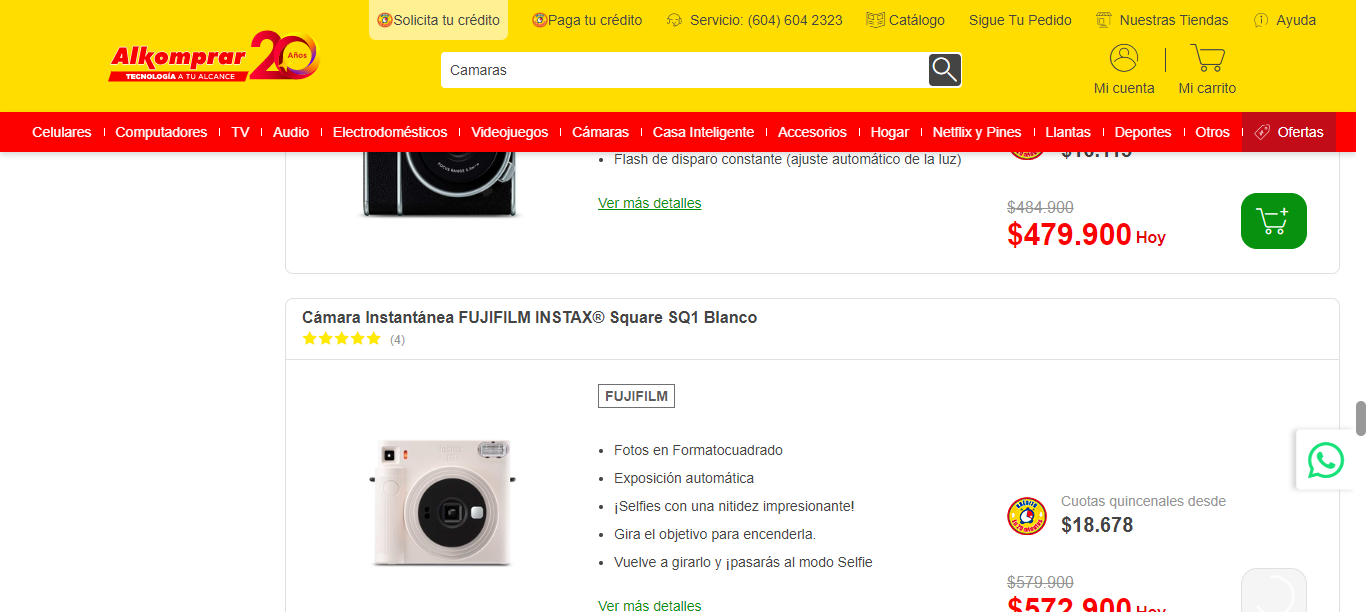 Solicita tu crédito
Paga tu crédito
Servicio: (604) 604 2323
Catálogo
Sigue Tu Pedido
Nuestras Tiendas
Ayuda
Alkomprar 20 Años
TECNOLOGÍA A TU ALCANCE
Camaras
Mi cuenta
Mi carrito
Celulares
Computadores
TV
Audio
Electrodomésticos
Videojuegos
Cámaras
Casa Inteligente
Accesorios
Hogar
Netflix y Pines
Llantas
Deportes
Otros
Ofertas
• Flash de disparo constante (ajuste automático de la luz)
Ver más detalles
$484.900
$479.900 Hoy
Cámara Instantánea FUJIFILM INSTAX® Square SQ1 Blanco
(4)
FUJIFILM
• Fotos en Formatocuadrado
• Exposición automática
• ¡Selfies con una nitidez impresionante!
• Gira el objetivo para encenderla.
• Vuelve a girarlo y ¡pasarás al modo Selfie
Ver más detalles
Cuotas quincenales desde
$18.678
$579.900
$572.900 Hoy